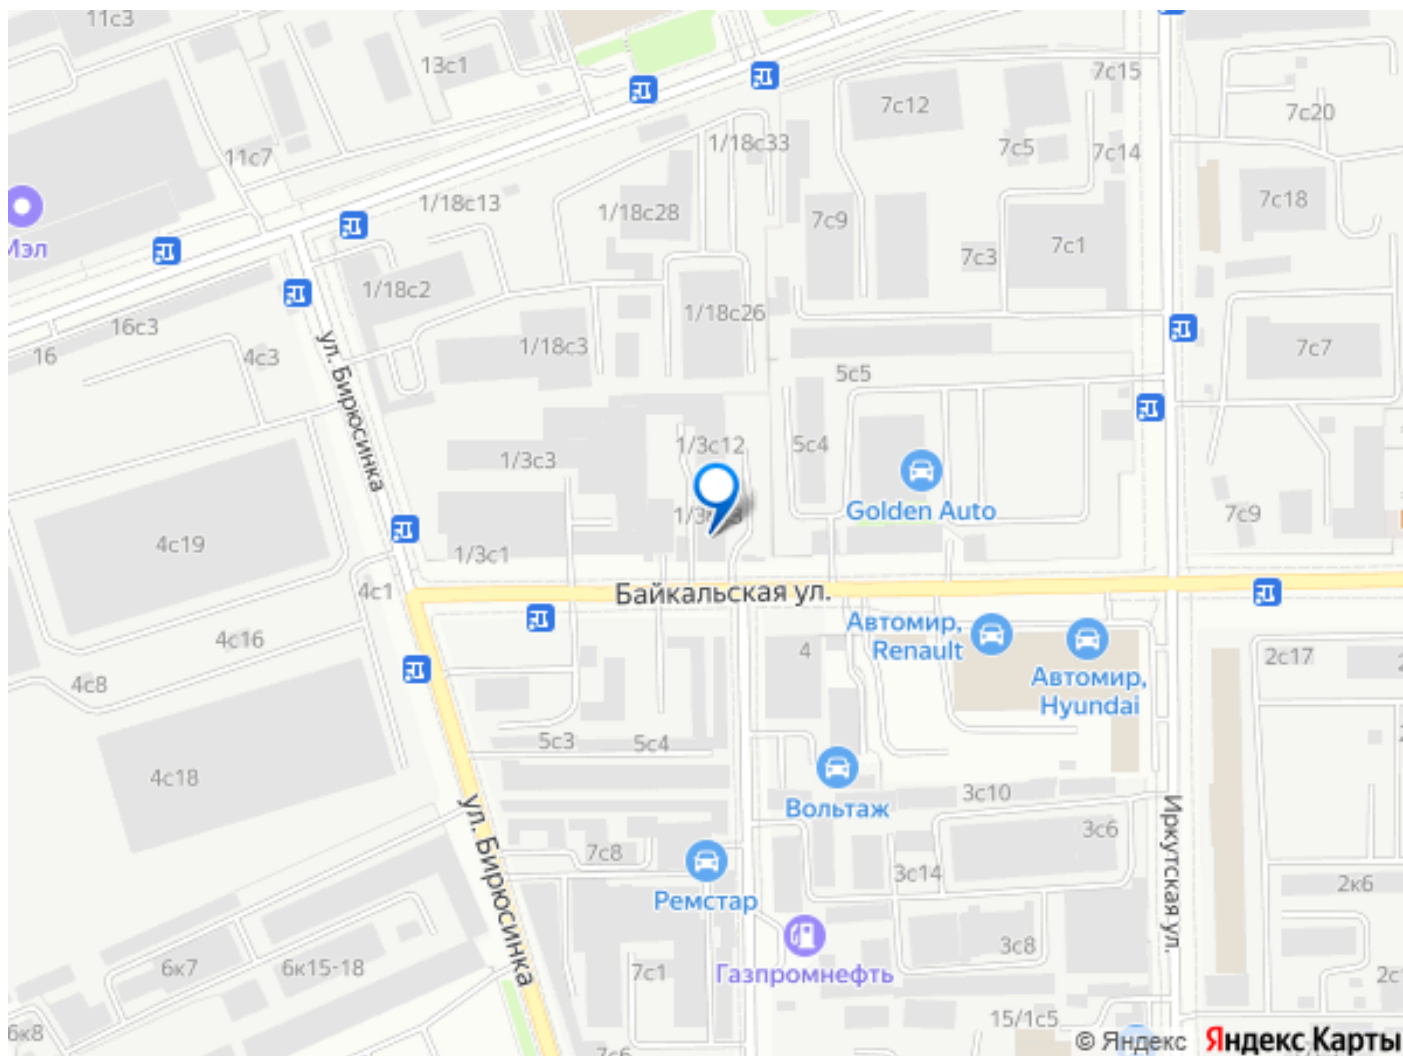 11с3
13с1
7с15
7с12
7с20
1/18с33
7с5
7с14
11с7
1/18с13
1/18с28
7с9
7с18
7с3
7с1
Мэл
1/18с2
16с3
1/18с26
16
4с3
1/18с3
7с7
5с5
ул. Бирюсинка
1/3с12
5с4
1/3с3
Golden Auto
7с9
4с19
1/3с1
4с1
Байкальская ул.
Автомир,
Renault
4
4с16
2с17
Автомир,
Hyundai
4с8
5с3
5с4
4с18
Вольтаж
3с10
ул. Бирюсинка
Иркутская ул.
3с6
7с8
3с14
2к6
Ремстар
3с8
6к7
6к15-18
7с1
Газпромнефть
15/1с5
6к8
7с6
© Яндекс Яндекс Карты